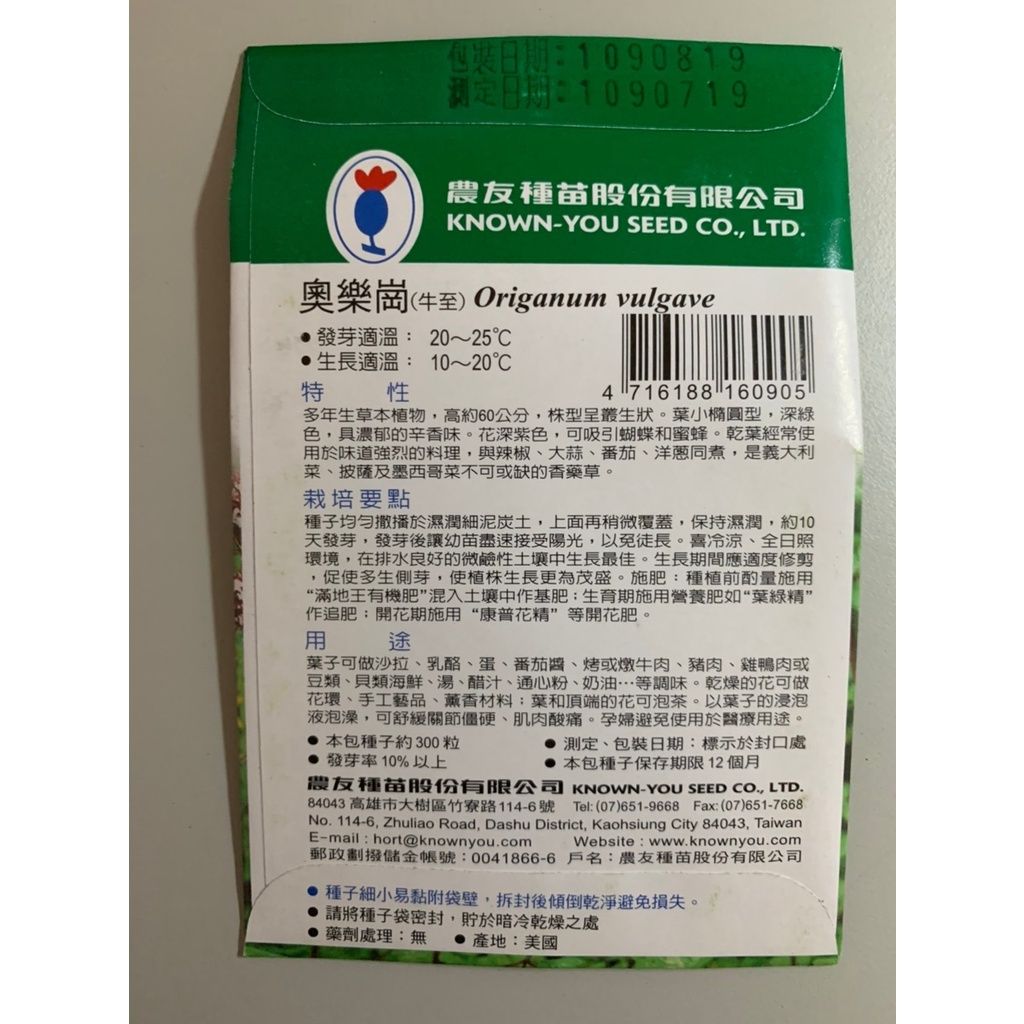 包裝日期：1090819
測定日期：1090719
農友種苗股份有限公司
KNOWN-YOU SEED CO., LTD.
奧樂崗(牛至) Origanum vulgave
● 發芽適溫： 20～25℃
● 生長適溫： 10～20℃
4 716188 160905
特 性
多年生草本植物，高約60公分，株型呈叢生狀。葉小橢圓型，深綠
色，具濃郁的辛香味。花深紫色，可吸引蝴蝶和蜜蜂。乾葉經常使
用於味道強烈的料理，與辣椒、大蒜、番茄、洋蔥同煮，是義大利
菜、披薩及墨西哥菜不可或缺的香藥草。
栽培要點
種子均勻撒播於濕潤細泥炭土，上面再稍微覆蓋，保持濕潤，約10
天發芽，發芽後讓幼苗盡速接受陽光，以免徒長。喜冷涼、全日照
環境，在排水良好的微鹼性土壤中生長最佳。生長期間應適度修剪
，促使多生側芽，使植株生長更為茂盛。施肥：種植前酌量施用
“滿地王有機肥”混入土壤中作基肥；生育期施用營養肥如“葉綠精”
作追肥；開花期施用“康普花精”等開花肥。
用 途
葉子可做沙拉、乳酪、蛋、番茄醬、烤或燉牛肉、豬肉、雞鴨肉或
豆類、貝類海鮮、湯、醋汁、通心粉、奶油…等調味。乾燥的花可做
花環、手工藝品、薰香材料；葉和頂端的花可泡茶。以葉子的浸泡
液泡澡，可舒緩關節僵硬、肌肉酸痛。孕婦避免使用於醫療用途。
● 本包種子約300粒 ● 測定、包裝日期：標示於封口處
● 發芽率10%以上 ● 本包種子保存期限12個月
農友種苗股份有限公司 KNOWN-YOU SEED CO., LTD.
84043 高雄市大樹區竹寮路114-6號 Tel: (07)651-9668 Fax: (07)651-7668
No. 114-6, Zhuliao Road, Dashu District, Kaohsiung City 84043, Taiwan
E-mail : hort@knownyou.com Website : www.knownyou.com
郵政劃撥儲金帳號：0041866-6 戶名：農友種苗股份有限公司
● 種子細小易黏附袋壁，拆封後傾倒乾淨避免損失。
● 請將種子袋密封，貯於暗冷乾燥之處
● 藥劑處理：無 ● 產地：美國